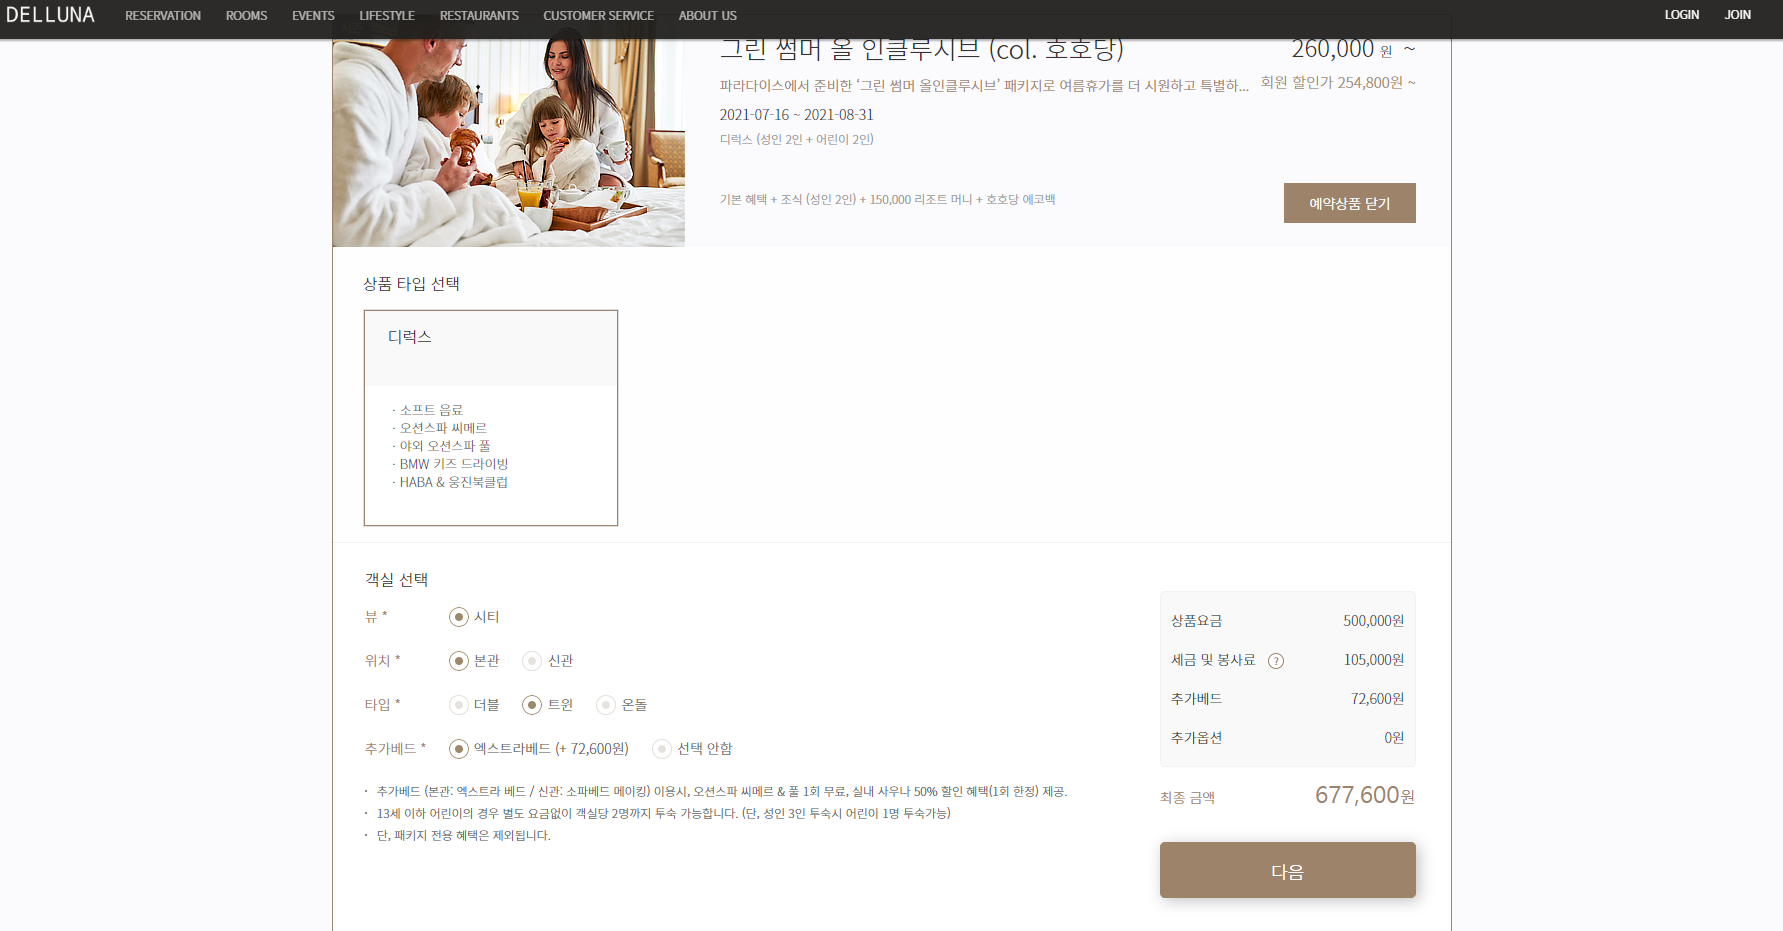 DELLUNA RESERVATION ROOMS EVENTS LIFESTYLE RESTAURANTS CUSTOMER SERVICE ABOUT US LOGIN JOIN
그린 썸머 올 인클루시브 (col. 호호당) 260,000 원 ~
파라다이스에서 준비한 ‘그린 썸머 올인클루시브’ 패키지로 여름휴가를 더 시원하고 특별하... 회원 할인가 254,800원 ~
2021-07-16 ~ 2021-08-31
디럭스 (성인 2인 + 어린이 2인)
기본 혜택 + 조식 (성인 2인) + 150,000 리조트 머니 + 호호당 에코백
예약상품 닫기
상품 타입 선택
디럭스
· 소프트 음료
· 오션스파 씨메르
· 야외 오션스파 풀
· BMW 키즈 드라이빙
· HABA & 웅진북클럽
객실 선택
뷰 * 시티
위치 * 본관 신관
타입 * 더블 트윈 온돌
추가베드 * 엑스트라베드 (+ 72,600원) 선택 안함
· 추가베드 (본관: 엑스트라 베드 / 신관: 소파베드 메이킹) 이용시, 오션스파 씨메르 & 풀 1회 무료, 실내 사우나 50% 할인 혜택(1회 한정) 제공.
· 13세 이하 어린이의 경우 별도 요금없이 객실당 2명까지 투숙 가능합니다. (단, 성인 3인 투숙시 어린이 1명 투숙가능)
· 단, 패키지 전용 혜택은 제외됩니다.
상품요금 500,000원
세금 및 봉사료 ? 105,000원
추가베드 72,600원
추가옵션 0원
최종 금액 677,600원
다음